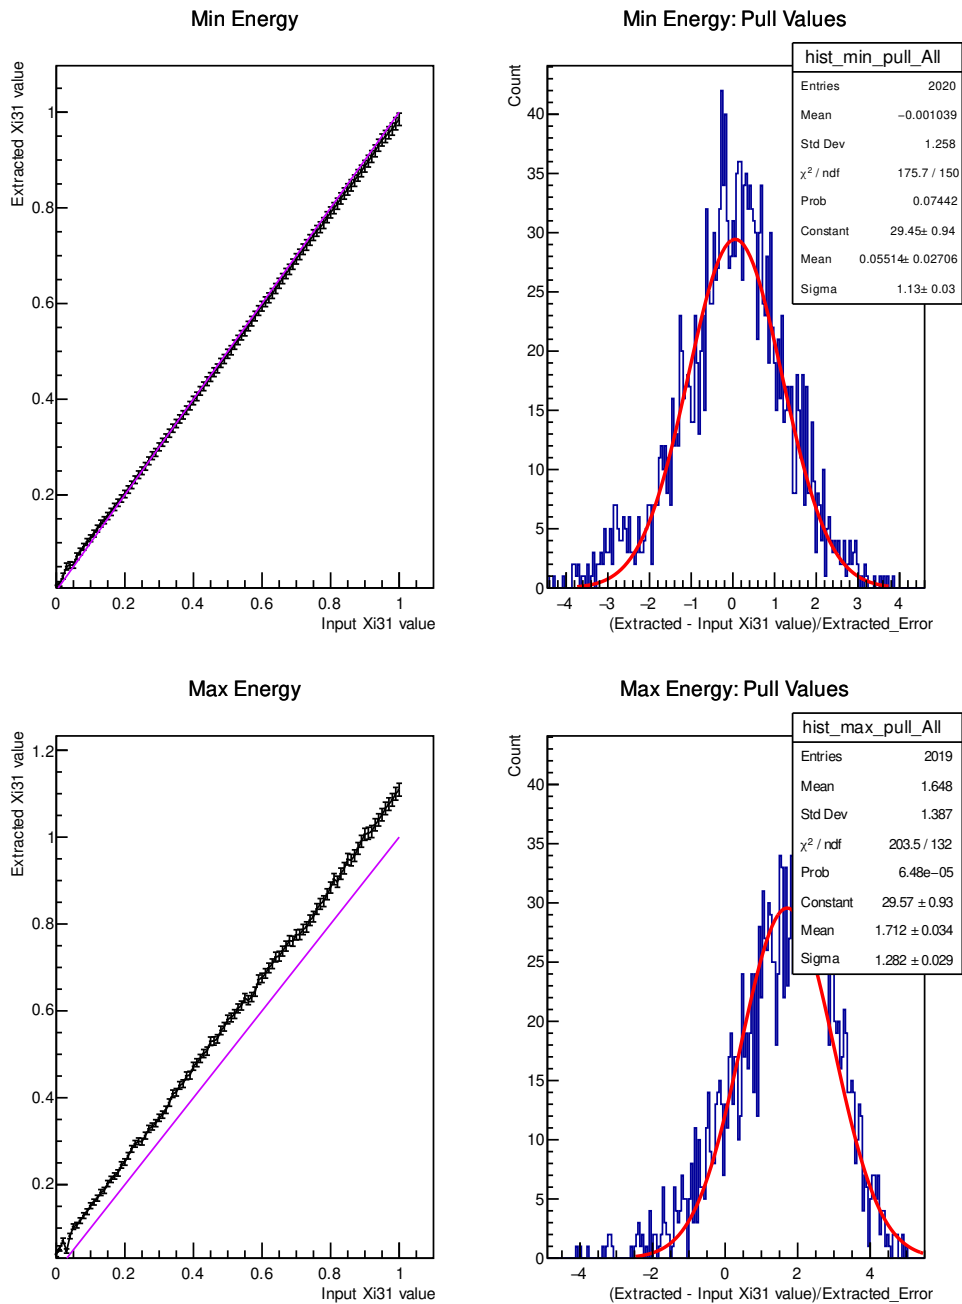 Min Energy
Extracted Xi31 value
1
0.8
0.6
0.4
0.2
0 0.2 0.4 0.6 0.8 1
Input Xi31 value
Min Energy: Pull Values
Count
40
35
30
25
20
15
10
5
0
−4 −3 −2 −1 0 1 2 3 4
(Extracted - Input Xi31 value)/Extracted_Error
hist_min_pull_All
Entries 2020
Mean −0.001039
Std Dev 1.258
χ² / ndf 175.7 / 150
Prob 0.07442
Constant 29.45± 0.94
Mean 0.05514± 0.02706
Sigma 1.13± 0.03
Max Energy
Extracted Xi31 value
1.2
1
0.8
0.6
0.4
0.2
0 0.2 0.4 0.6 0.8 1
Input Xi31 value
Max Energy: Pull Values
Count
40
35
30
25
20
15
10
5
0
−4 −2 0 2 4
(Extracted - Input Xi31 value)/Extracted_Error
hist_max_pull_All
Entries 2019
Mean 1.648
Std Dev 1.387
χ² / ndf 203.5 / 132
Prob 6.48e−05
Constant 29.57 ± 0.93
Mean 1.712 ± 0.034
Sigma 1.282 ± 0.029